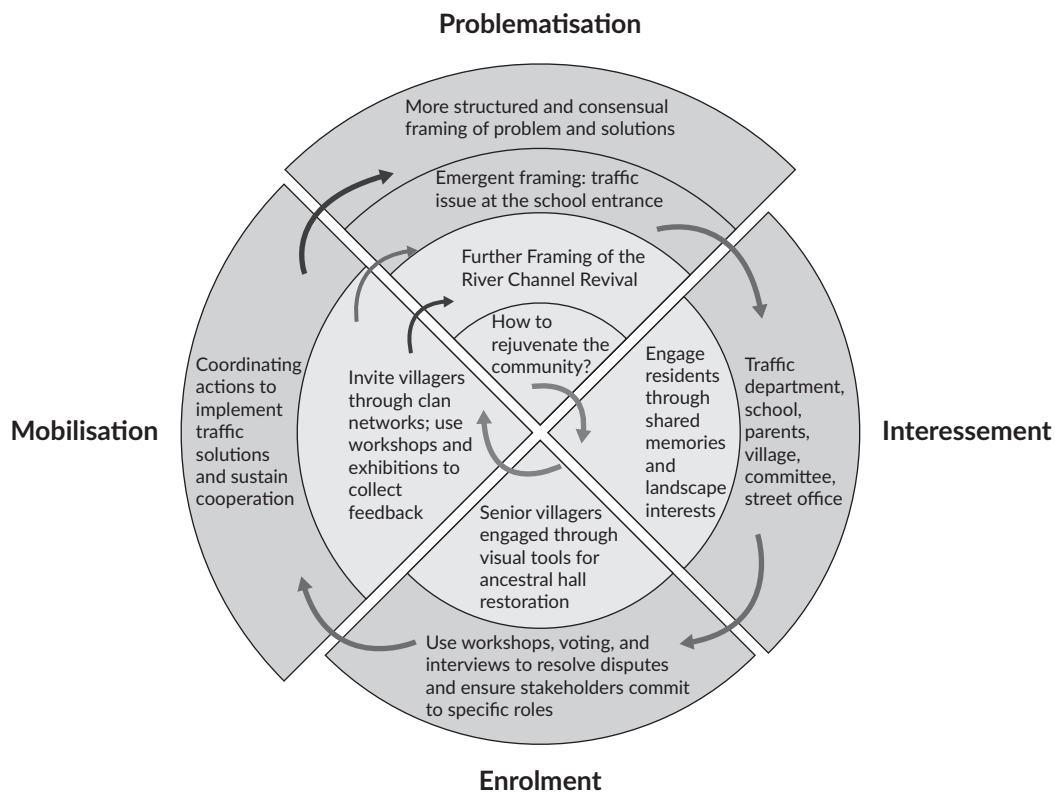 Problematisation
More structured and consensual
framing of problem and solutions
Emergent framing: traffic
issue at the school entrance
Further Framing of the
River Channel Revival
How to
rejuvenate the
community?
Engage
residents
through
shared
memories
and
landscape
interests
Traffic
department,
school,
parents,
village,
committee,
street office
Interessement
Senior villagers
engaged through
visual tools for
ancestral hall
restoration
Use workshops, voting, and
interviews to resolve disputes
and ensure stakeholders commit
to specific roles
Enrolment
Invite villagers
through clan
networks; use
workshops and
exhibitions to
collect
feedback
Coordinating
actions to
implement
traffic
solutions
and sustain
cooperation
Mobilisation